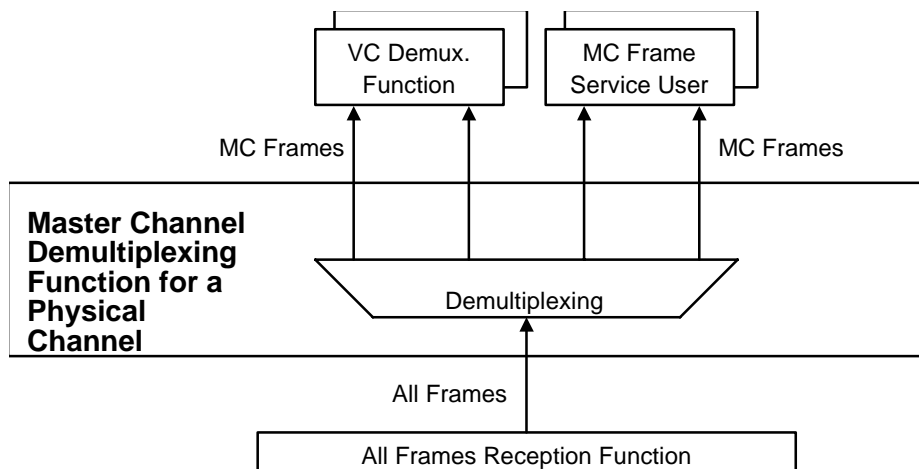 VC Demux.
Function
MC Frame
Service User
MC Frames
MC Frames
Master Channel
Demultiplexing
Function for a
Physical
Channel
Demultiplexing
All Frames
All Frames Reception Function